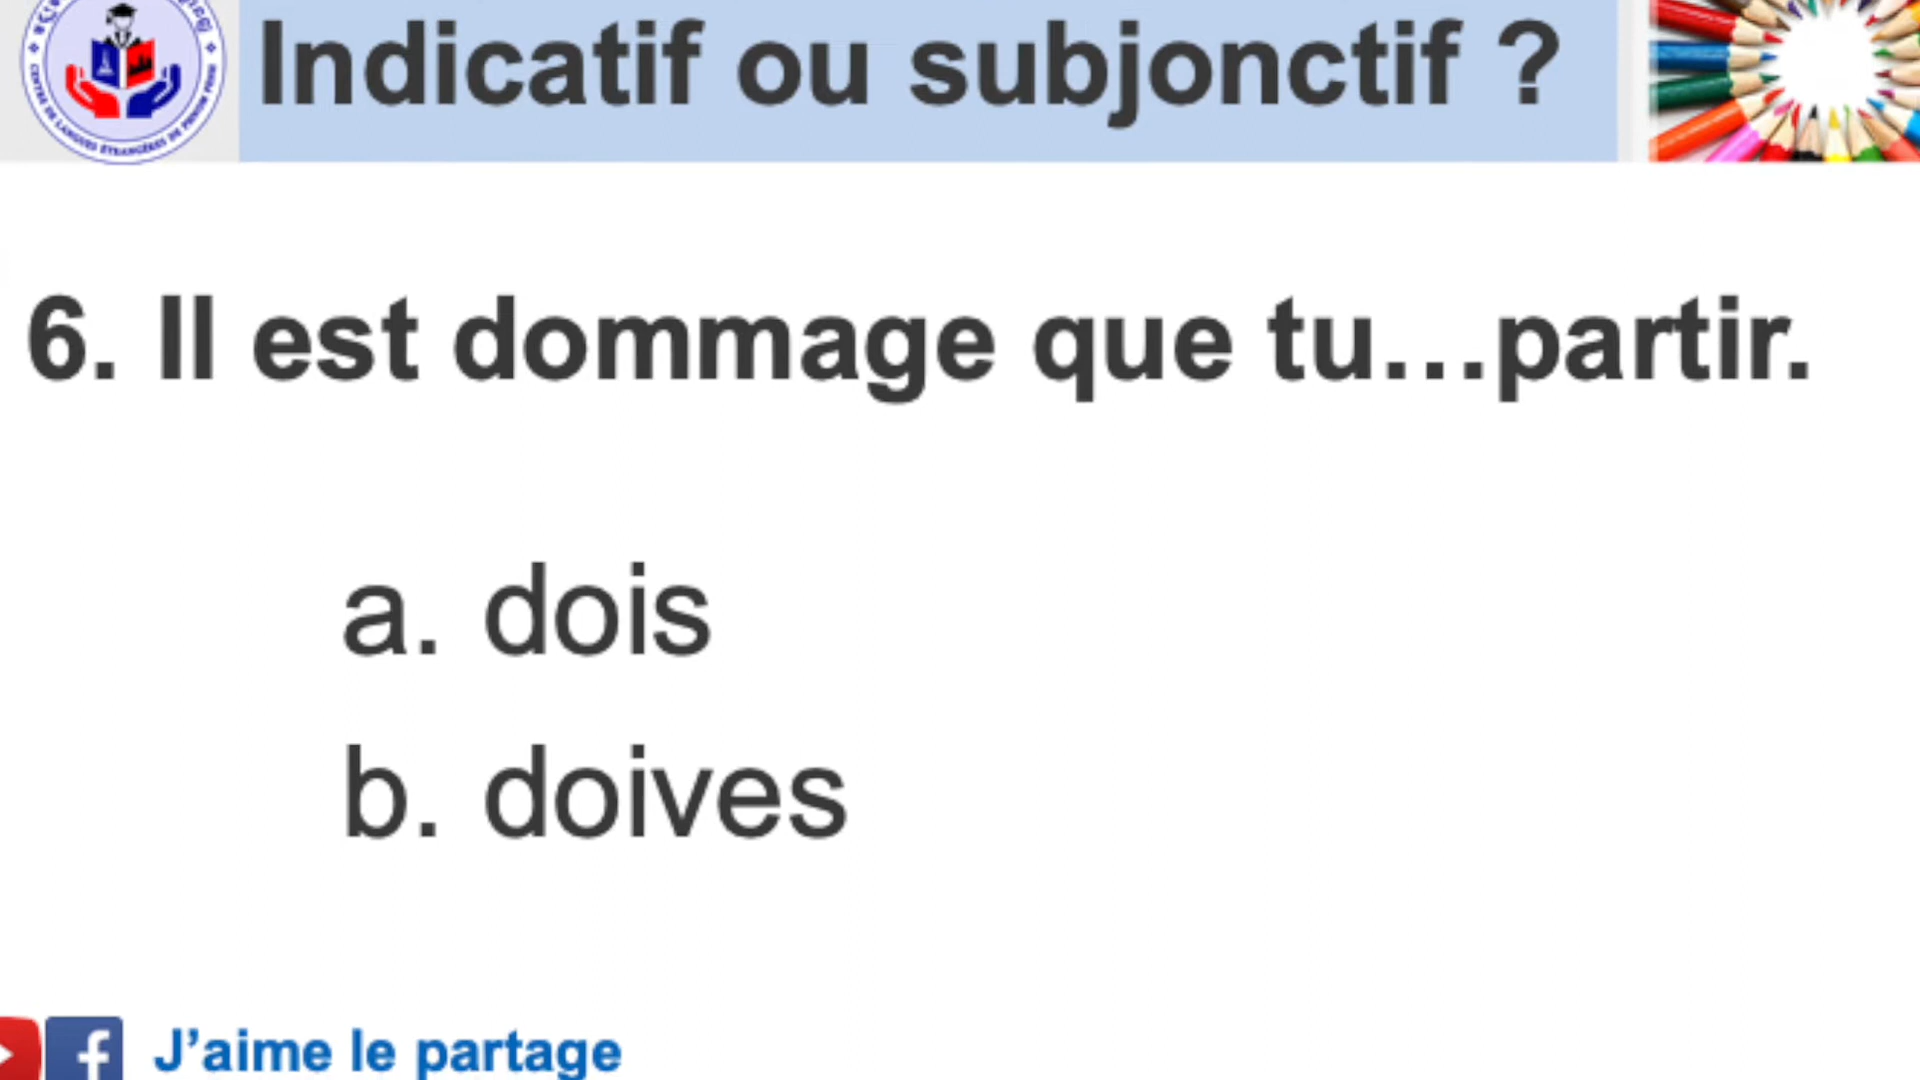 Indicatif ou subjonctif ?
6. Il est dommage que tu...partir.
a. dois
b. doives
J'aime le partage